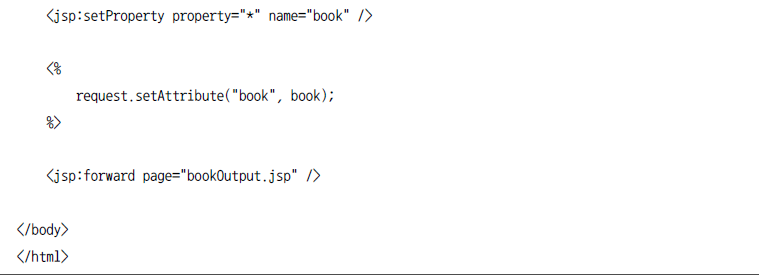 <jsp:setProperty property="*" name="book" />
<%
request.setAttribute("book", book);
%>
<jsp:forward page="bookOutput.jsp" />
</body>
</html>